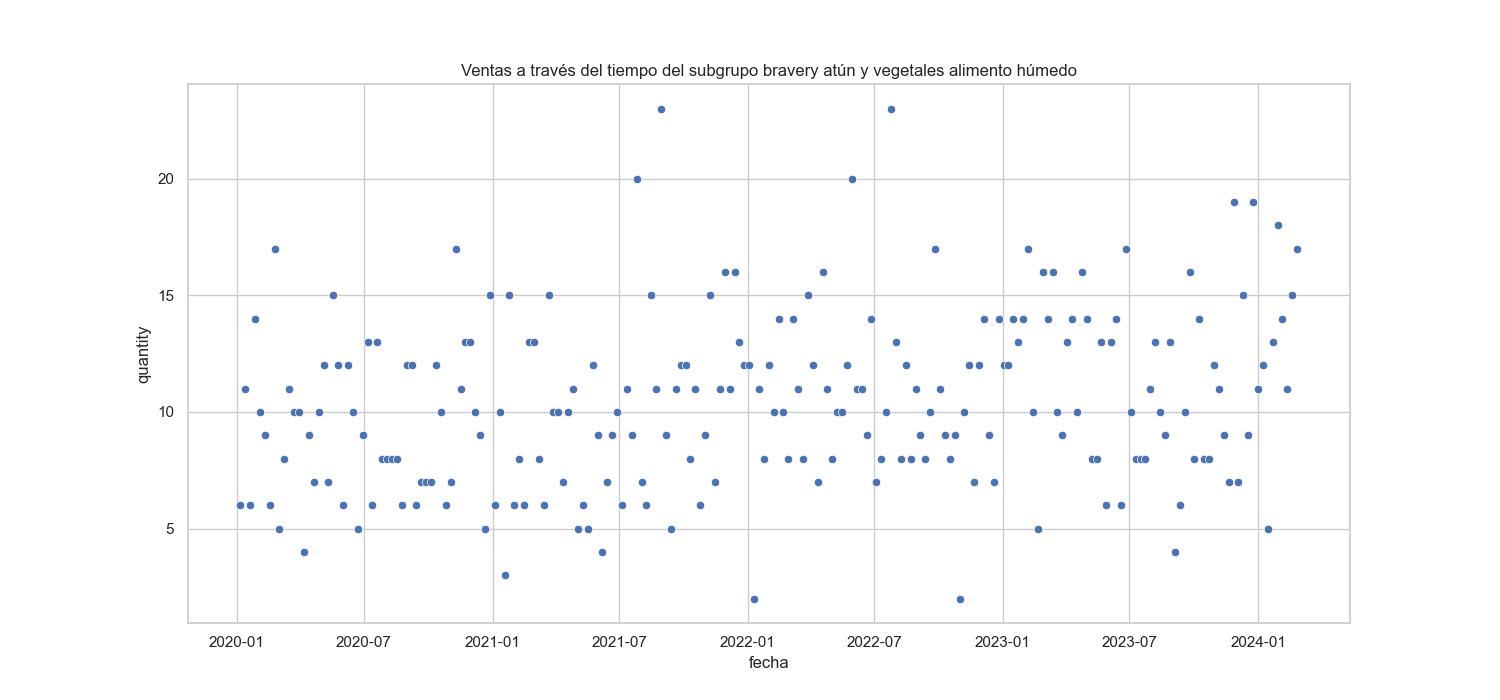 Ventas a través del tiempo del subgrupo bravery atún y vegetales alimento húmedo
quantity
20
15
10
5
2020-01 2020-07 2021-01 2021-07 2022-01 2022-07 2023-01 2023-07 2024-01
fecha